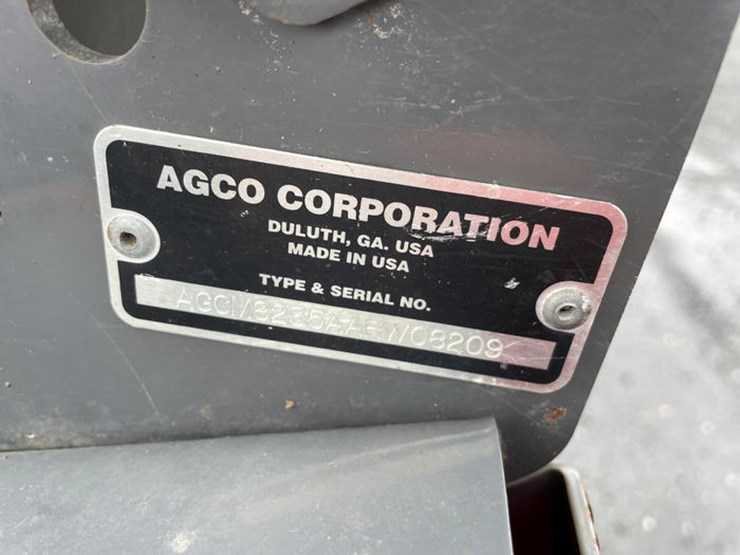 AGCO CORPORATION
DULUTH, GA. USA
MADE IN USA
TYPE & SERIAL NO.